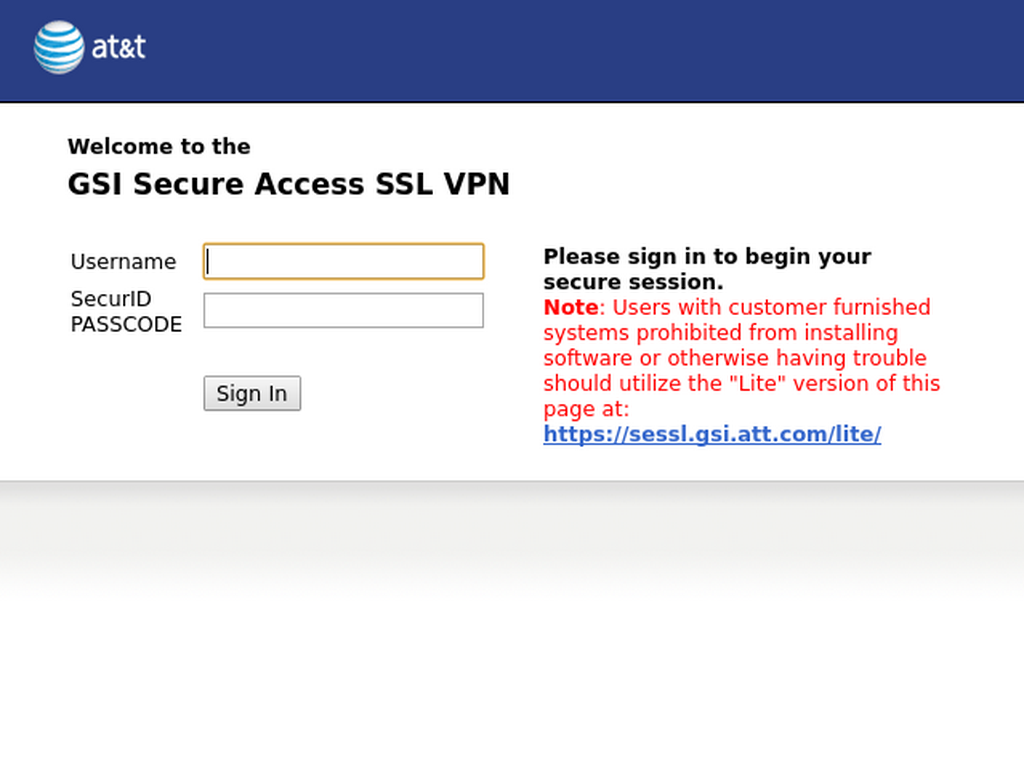 at&t
Welcome to the
GSI Secure Access SSL VPN
Username
SecurID
PASSCODE
Sign In
Please sign in to begin your
secure session.
Note: Users with customer furnished
systems prohibited from installing
software or otherwise having trouble
should utilize the "Lite" version of this
page at:
https://sessl.gsi.att.com/lite/